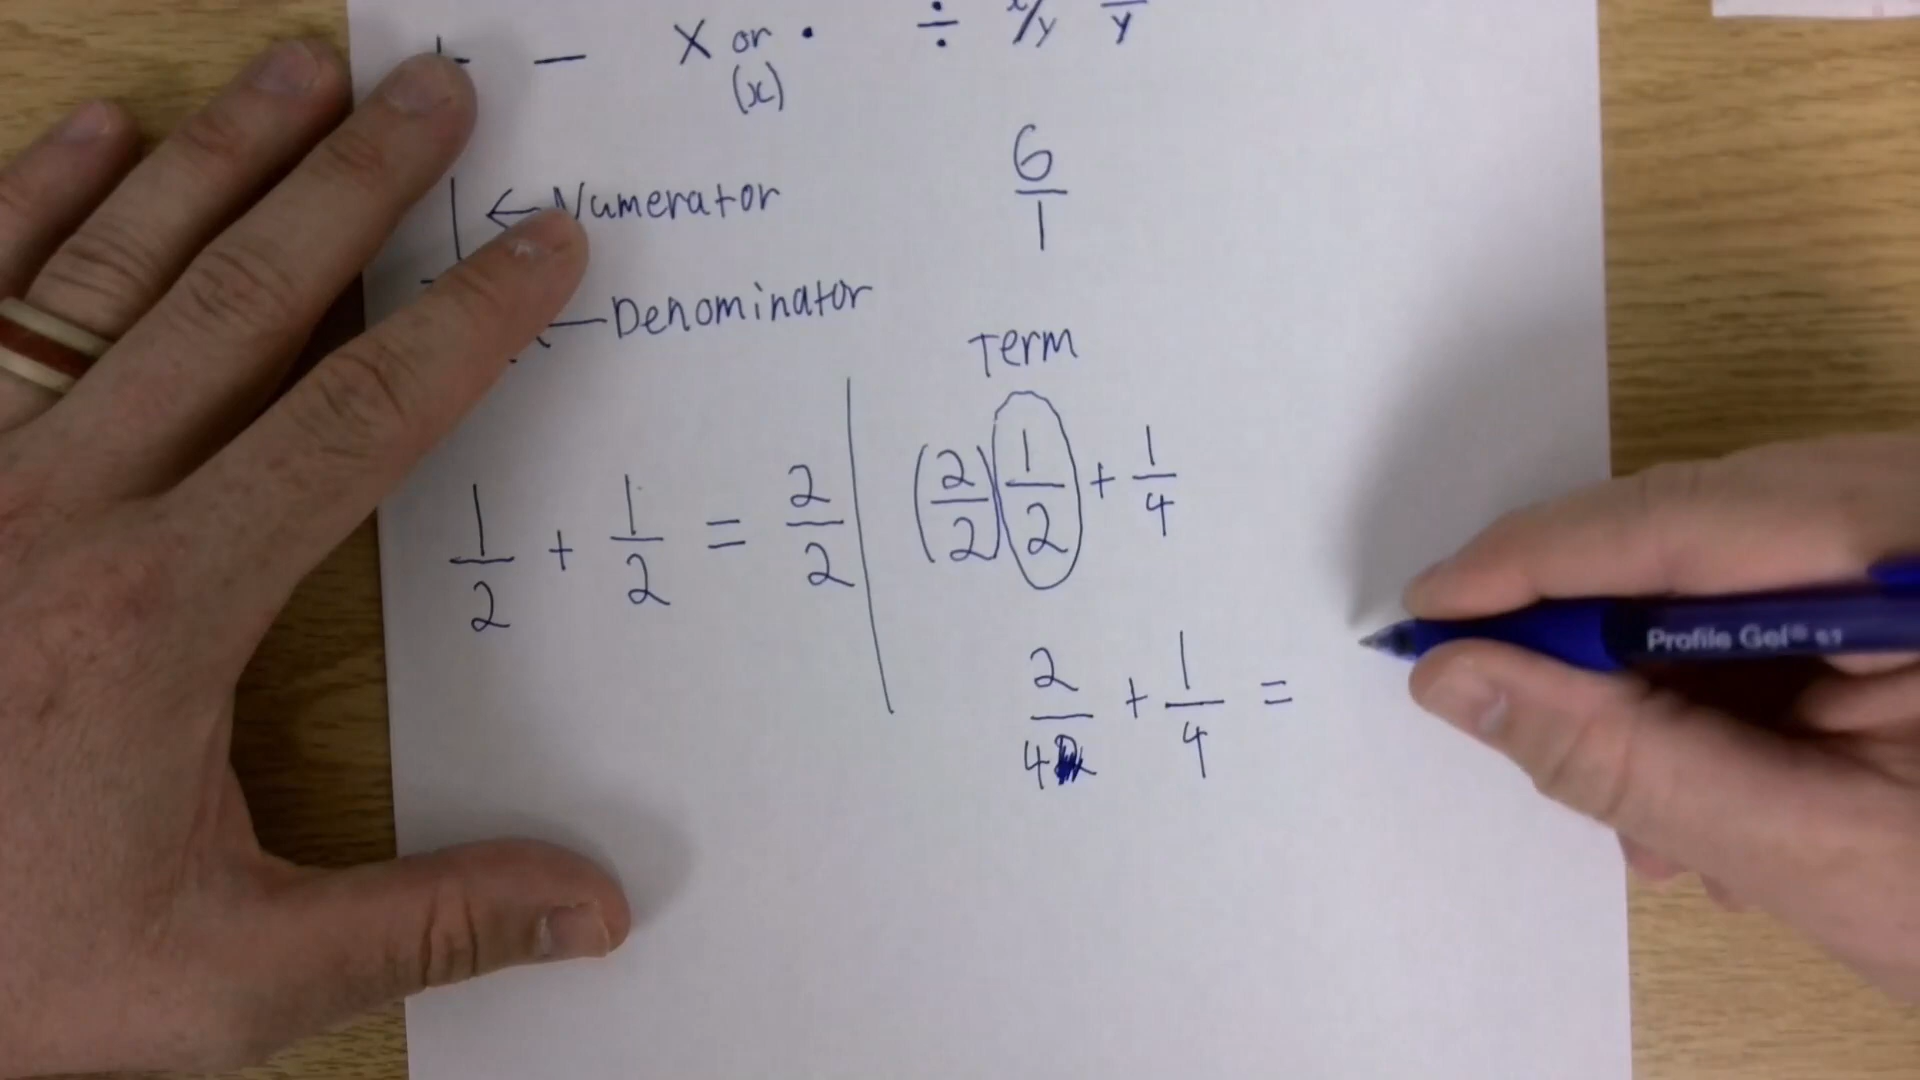 + − X or · ÷ x/y —/y
(x)
6/1
1 ← Numerator
← Denominator
Term
1/2 + 1/2 = 2/2
(2/2) 1/2 + 1/4
2/4 + 1/4 =
Profile Gel